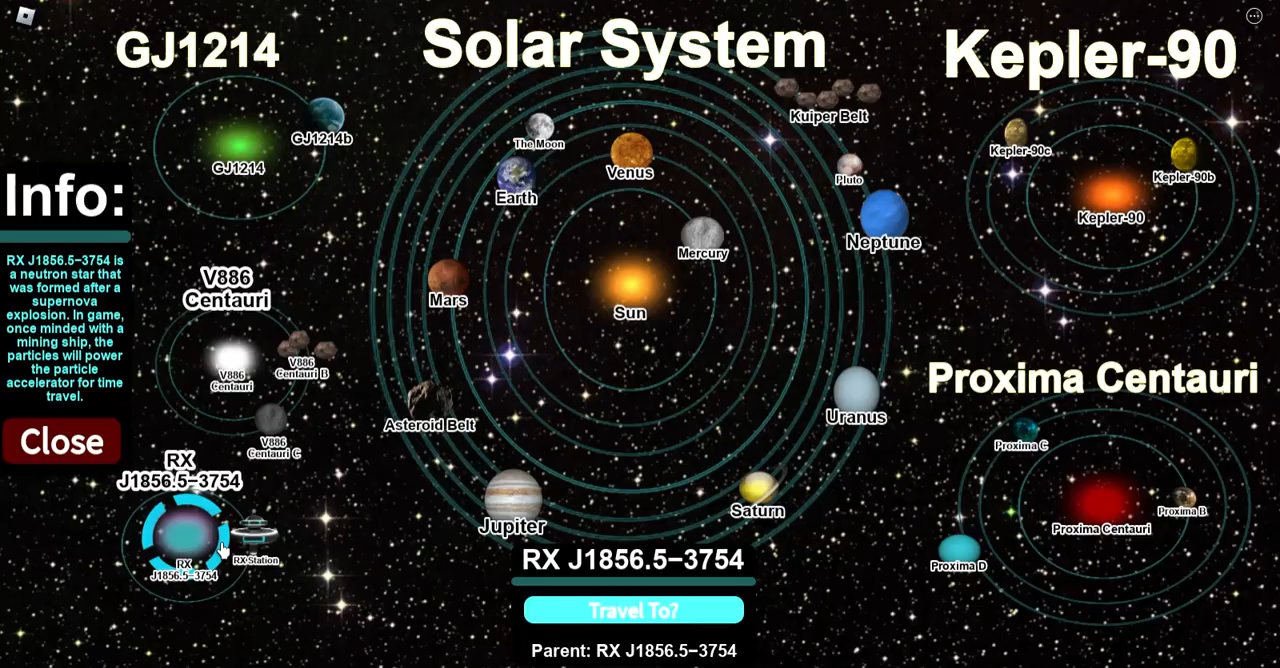 GJ1214
Solar System
Kepler-90
GJ1214b
GJ1214
Kuiper Belt
The Moon
Venus
Earth
Pluto
Neptune
Mercury
Mars
Sun
Asteroid Belt
Uranus
Jupiter
Saturn
Kepler-90c
Kepler-90b
Kepler-90
Info:
RX J1856.5−3754 is
a neutron star that
was formed after a
supernova
explosion. In game,
once minded with a
mining ship, the
particles will power
the particle
accelerator for time
travel.
Close
V886
Centauri
V886
Centauri
V886
Centauri B
V886
Centauri C
RX
J1856.5−3754
RX
J1856.5−3754
RX Station
Proxima Centauri
Proxima C
Proxima Centauri
Proxima B
Proxima D
RX J1856.5−3754
Travel To?
Parent: RX J1856.5−3754